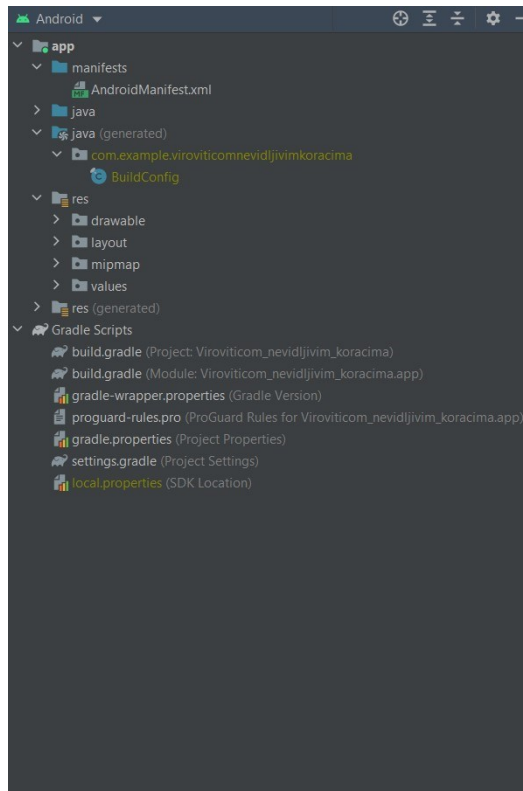 Android
app
manifests
AndroidManifest.xml
java
java (generated)
com.example.viroviticomnevidljivimkoracima
BuildConfig
res
drawable
layout
mipmap
values
res (generated)
Gradle Scripts
build.gradle (Project: Viroviticom_nevidljivim_koracima)
build.gradle (Module: Viroviticom_nevidljivim_koracima.app)
gradle-wrapper.properties (Gradle Version)
proguard-rules.pro (ProGuard Rules for Viroviticom_nevidljivim_koracima.app)
gradle.properties (Project Properties)
settings.gradle (Project Settings)
local.properties (SDK Location)